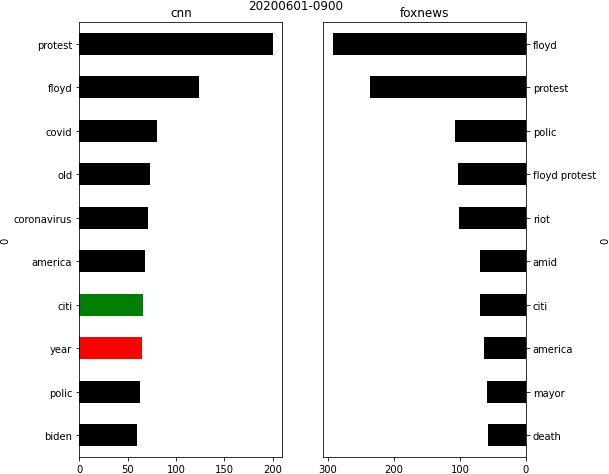 20200601-0900
cnn
foxnews
protest
floyd
covid
old
coronavirus
america
citi
year
polic
biden
0
0 50 100 150 200
floyd
protest
polic
floyd protest
riot
amid
citi
america
mayor
death
0
300 200 100 0